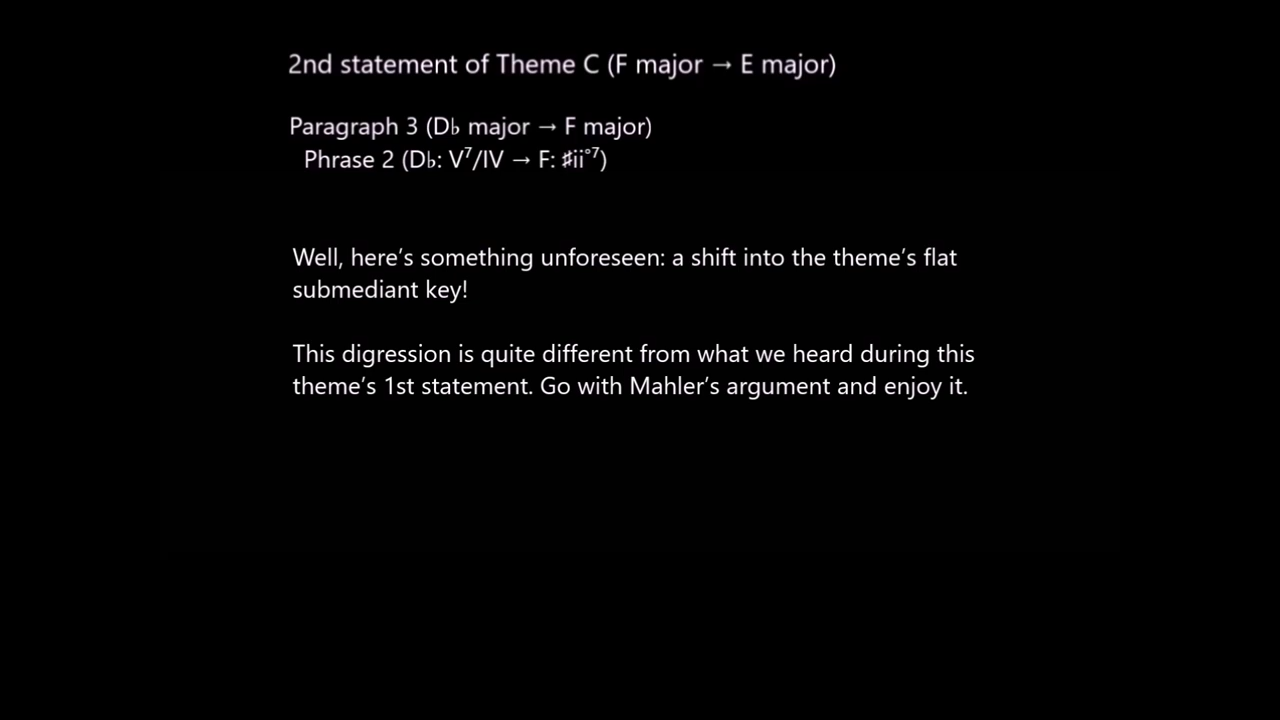 2nd statement of Theme C (F major → E major)
Paragraph 3 (D♭ major → F major)
Phrase 2 (D♭: V⁷/IV → F: ♯ii°⁷)
Well, here’s something unforeseen: a shift into the theme’s flat
submediant key!
This digression is quite different from what we heard during this
theme’s 1st statement. Go with Mahler’s argument and enjoy it.